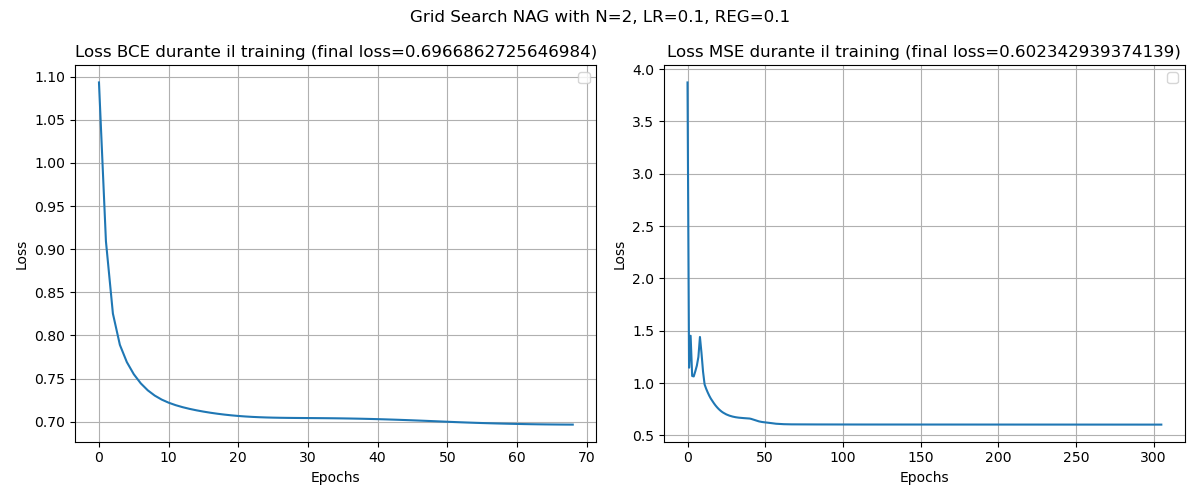 Grid Search NAG with N=2, LR=0.1, REG=0.1
Loss BCE durante il training (final loss=0.6966862725646984)
1.10
1.05
1.00
0.95
0.90
0.85
0.80
0.75
0.70
Loss
0 10 20 30 40 50 60 70
Epochs
Loss MSE durante il training (final loss=0.602342939374139)
4.0
3.5
3.0
2.5
2.0
1.5
1.0
0.5
Loss
0 50 100 150 200 250 300
Epochs